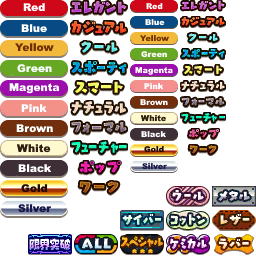 Red エレガント Red エレガント
Blue カジュアル Blue カジュアル
Yellow クール Yellow クール
Green スポーティ Green スポーティ
Magenta スマート Magenta スマート
Pink ナチュラル Pink ナチュラル
Brown フォーマル Brown フォーマル
White フューチャー White フューチャー
Black ポップ Black ポップ
Gold ワーク Gold ワーク
Silver Silver
ウール メタル
サイバー コットン レザー
限界突破 ALL スペシャル ケミカル ラバー